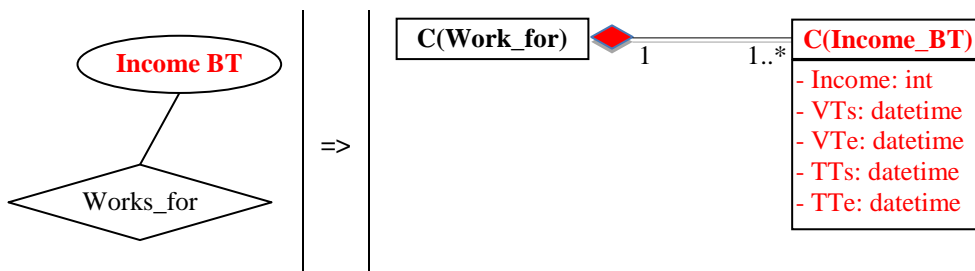 Income BT
Works_for
=>
C(Work_for)
1
1..*
C(Income_BT)
- Income: int
- VTs: datetime
- VTe: datetime
- TTs: datetime
- TTe: datetime